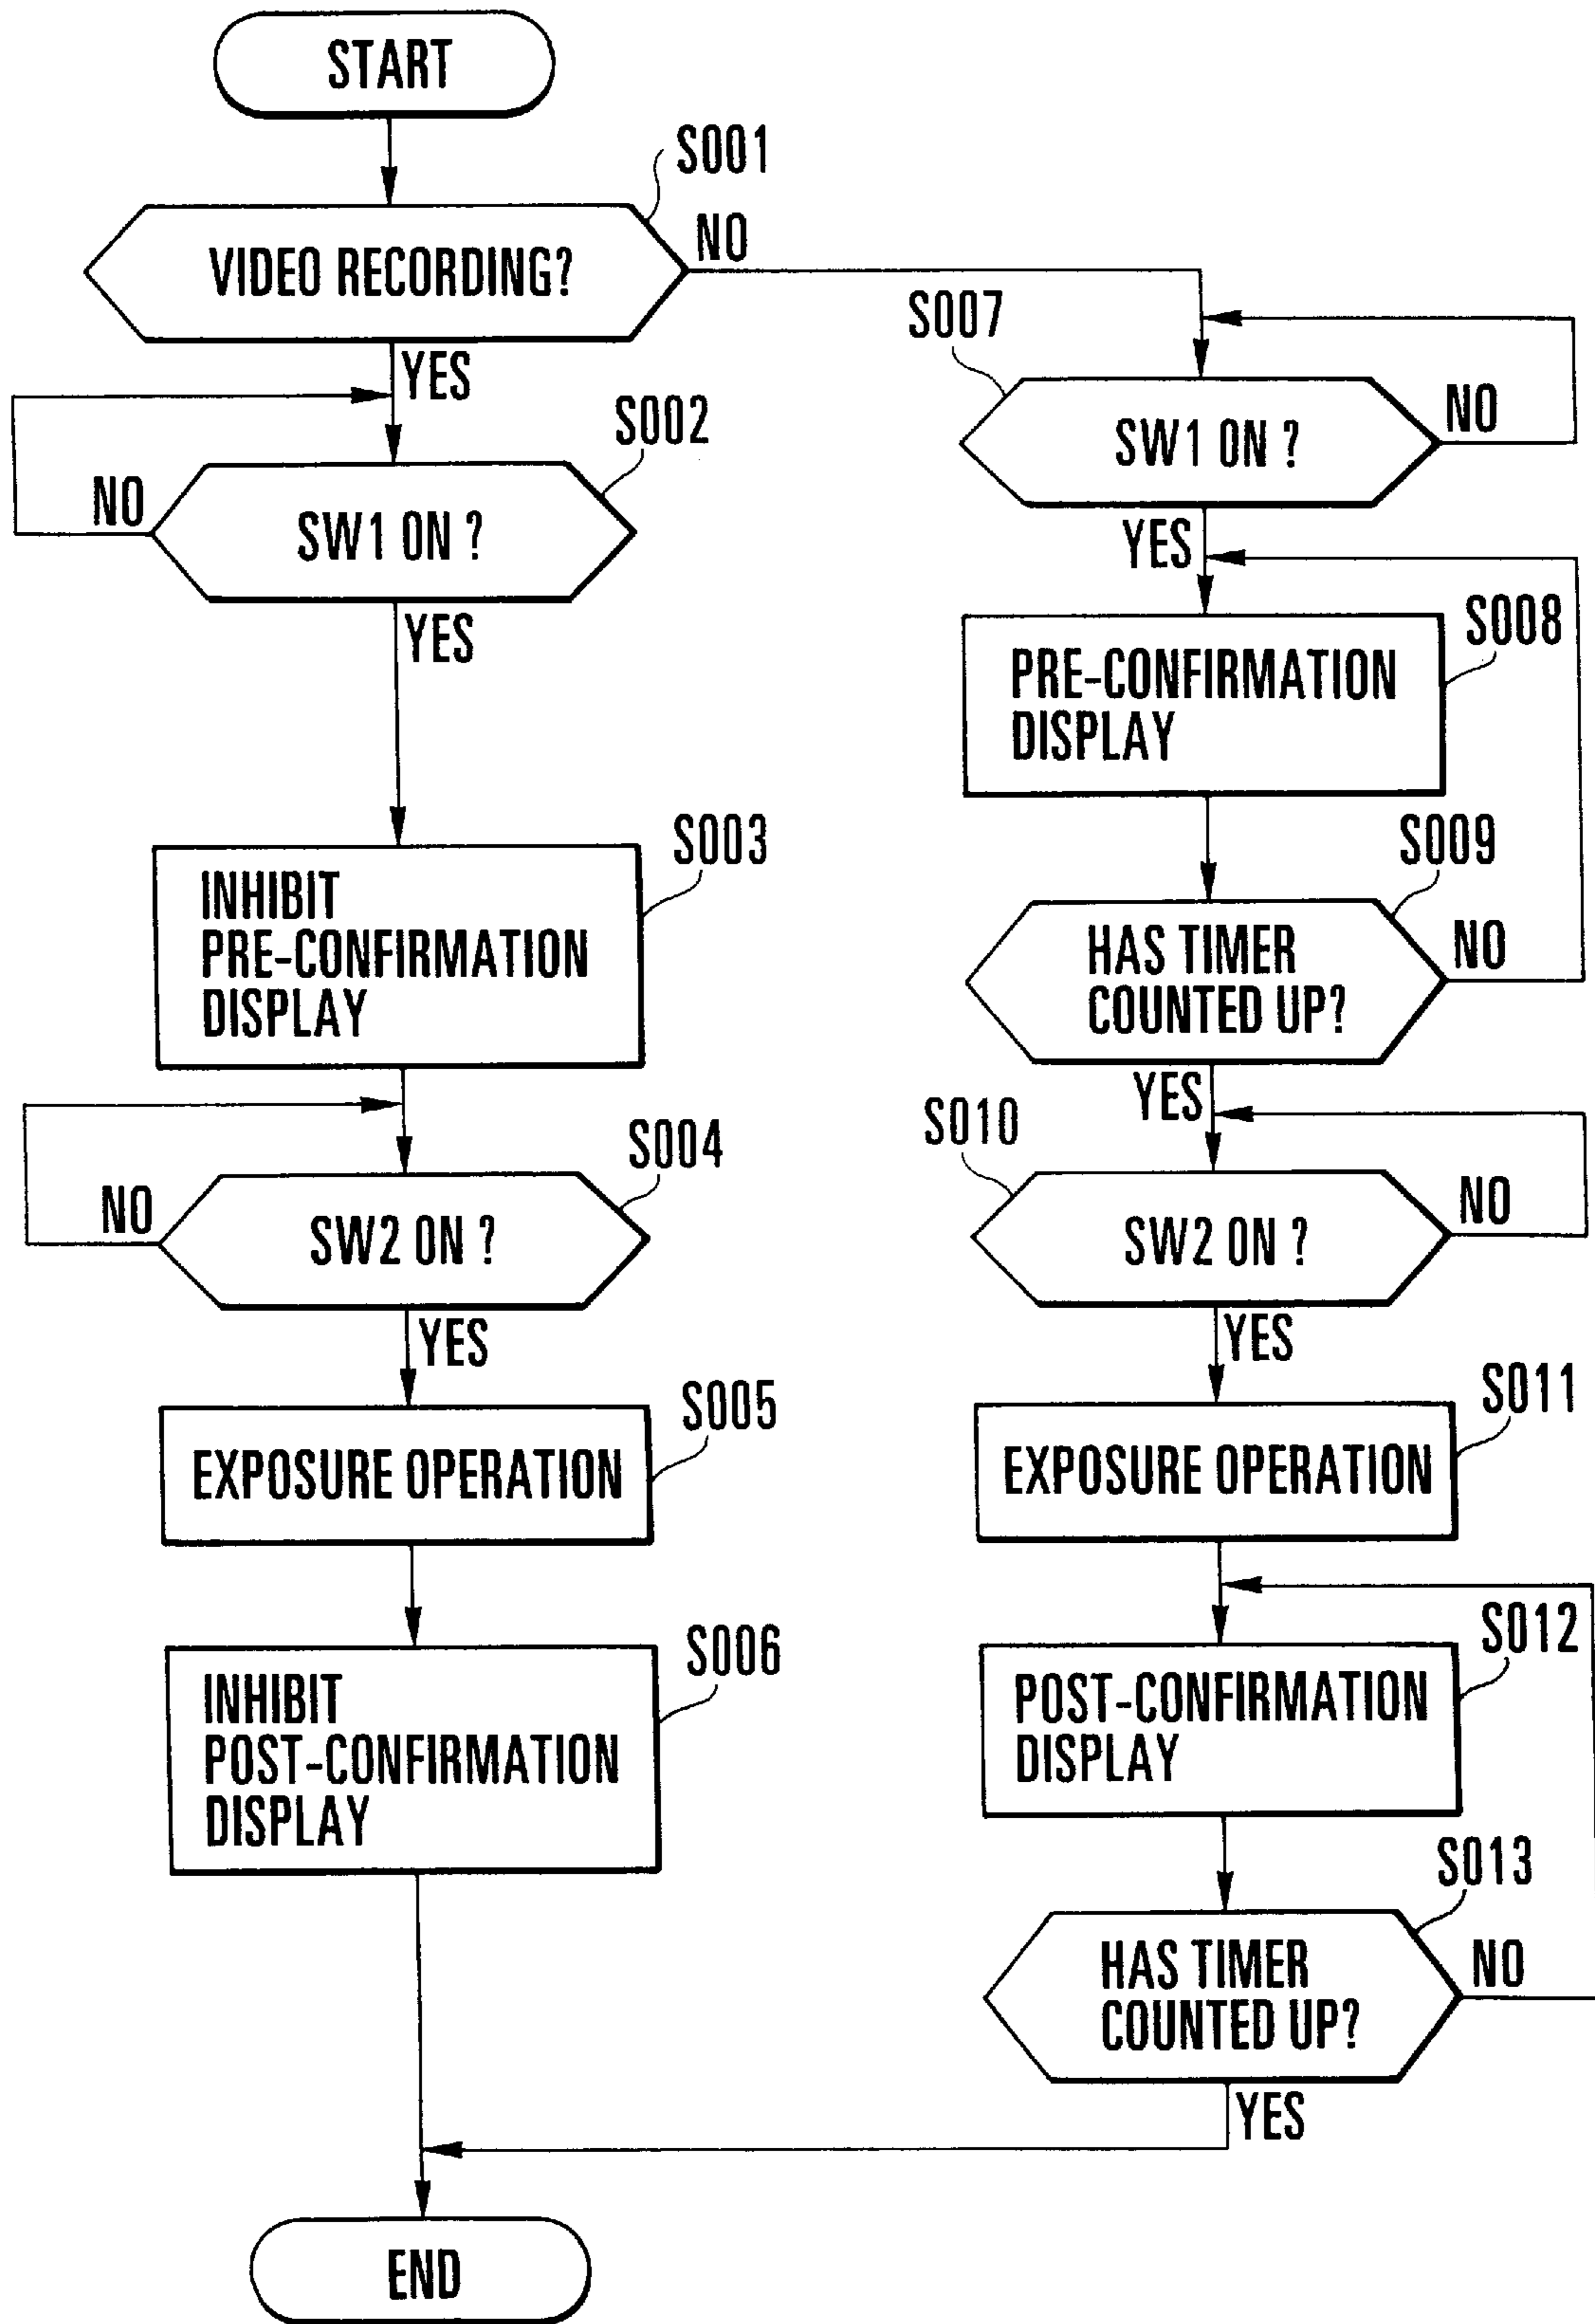 START
S001
VIDEO RECORDING?
NO
YES
S002
NO
SW1 ON ?
YES
S003
INHIBIT
PRE-CONFIRMATION
DISPLAY
S004
NO
SW2 ON ?
YES
S005
EXPOSURE OPERATION
S006
INHIBIT
POST-CONFIRMATION
DISPLAY
S007
SW1 ON ?
NO
YES
S008
PRE-CONFIRMATION
DISPLAY
S009
HAS TIMER
COUNTED UP?
NO
YES
S010
SW2 ON ?
NO
YES
S011
EXPOSURE OPERATION
S012
POST-CONFIRMATION
DISPLAY
S013
HAS TIMER
COUNTED UP?
NO
YES
END